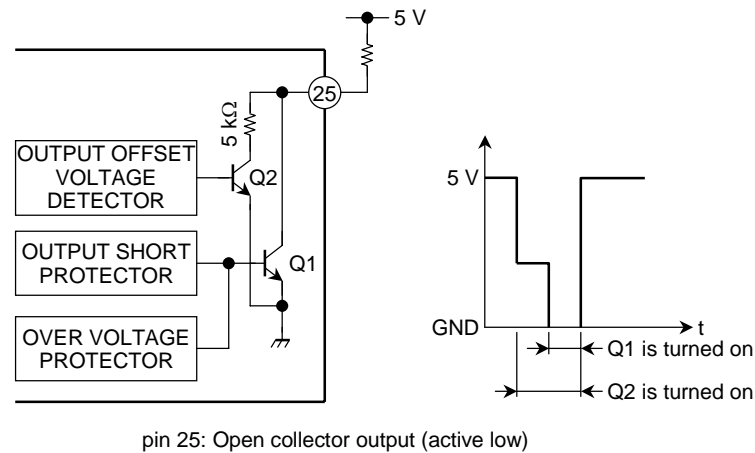 5 V
25
5 kΩ
OUTPUT OFFSET
VOLTAGE
DETECTOR
Q2
OUTPUT SHORT
PROTECTOR
Q1
OVER VOLTAGE
PROTECTOR
5 V
GND
t
Q1 is turned on
Q2 is turned on
pin 25: Open collector output (active low)